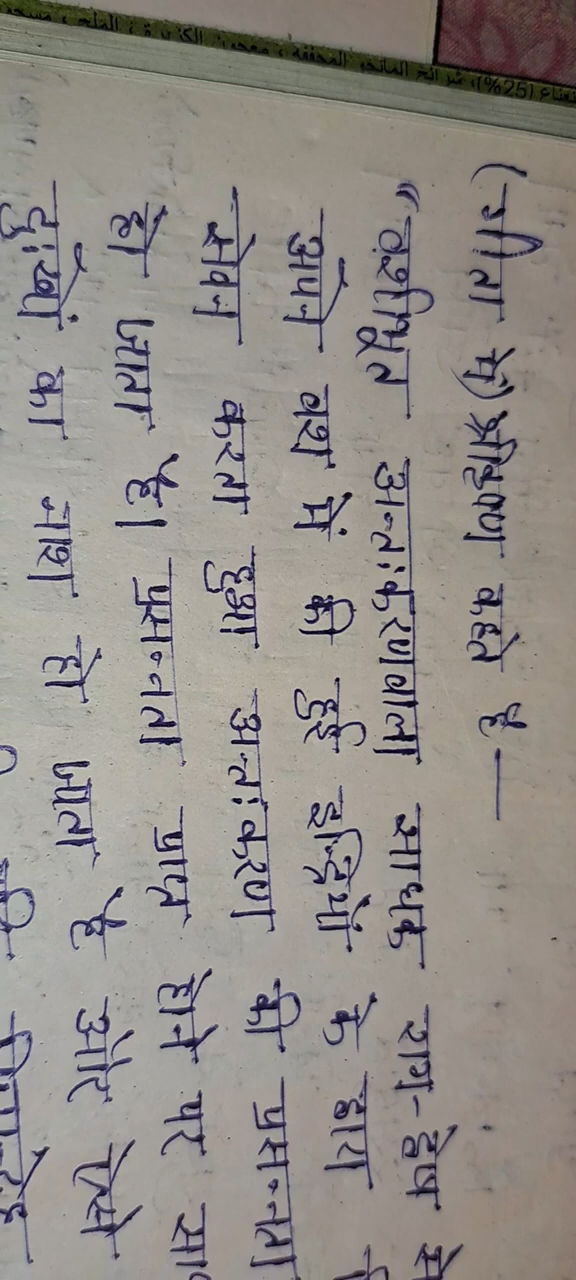 (गीता में) श्रीकृष्ण कहते है —
“वशीभूत अन्तःकरणवाला साधक राग-द्वेष से
अपने वश में की हुई इन्द्रियों के द्वारा
सेवन करता हुआ अन्तःकरण की प्रसन्नता
हो जाता है। प्रसन्नता प्राप्त होने पर
दुःखों का नाश हो जाता है और ऐसे